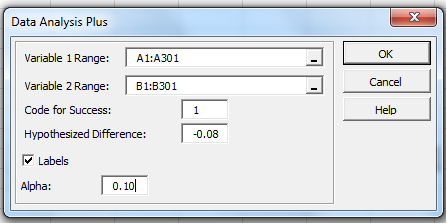 Data Analysis Plus
Variable 1 Range: A1:A301
OK
Variable 2 Range: B1:B301
Cancel
Code for Success: 1
Help
Hypothesized Difference: -0.08
Labels
Alpha: 0.10